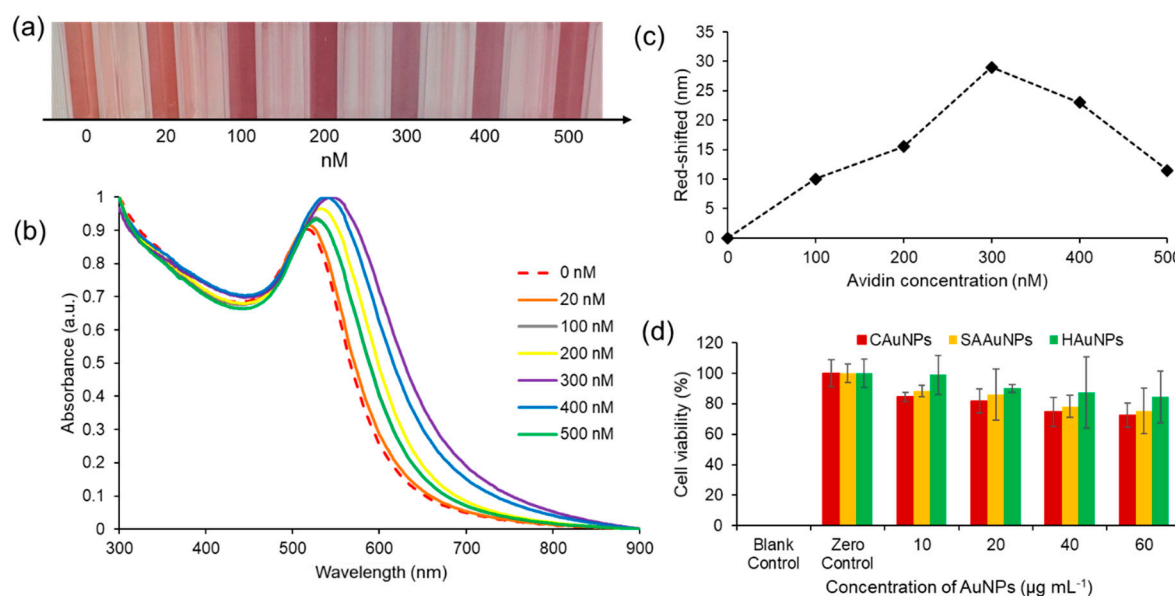 (a)
0 20 100 200 300 400 500
nM
(b)
1
0.9
0.8
0.7
0.6
0.5
0.4
0.3
0.2
0.1
0
Absorbance (a.u.)
300 400 500 600 700 800 900
Wavelength (nm)
0 nM
20 nM
100 nM
200 nM
300 nM
400 nM
500 nM
(c)
35
30
25
20
15
10
5
0
Red-shifted (nm)
0 100 200 300 400 500
Avidin concentration (nM)
(d)
CAuNPs SAAuNPs HAuNPs
120
100
80
60
40
20
0
Cell viability (%)
Blank Zero 10 20 40 60
Control Control
Concentration of AuNPs (µg mL⁻¹)